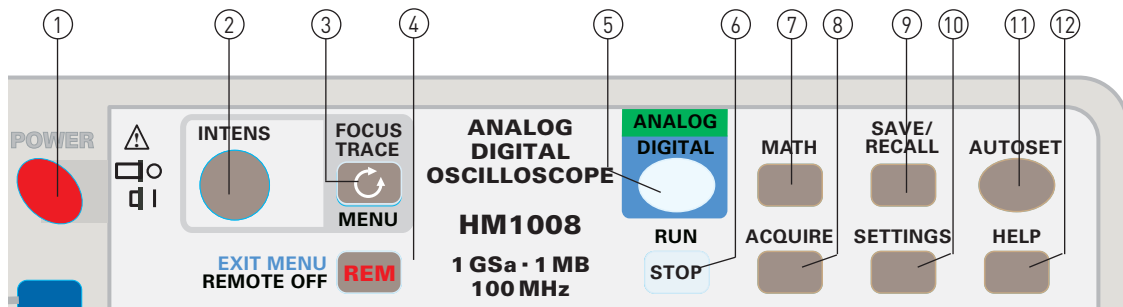 1 2 3 4 5 6 7 8 9 10 11 12
POWER
INTENS
FOCUS
TRACE
MENU
EXIT MENU
REMOTE OFF
REM
ANALOG
DIGITAL
OSCILLOSCOPE
HM1008
1 GSa · 1 MB
100 MHz
ANALOG
DIGITAL
RUN
STOP
MATH
SAVE/
RECALL
AUTOSET
ACQUIRE
SETTINGS
HELP